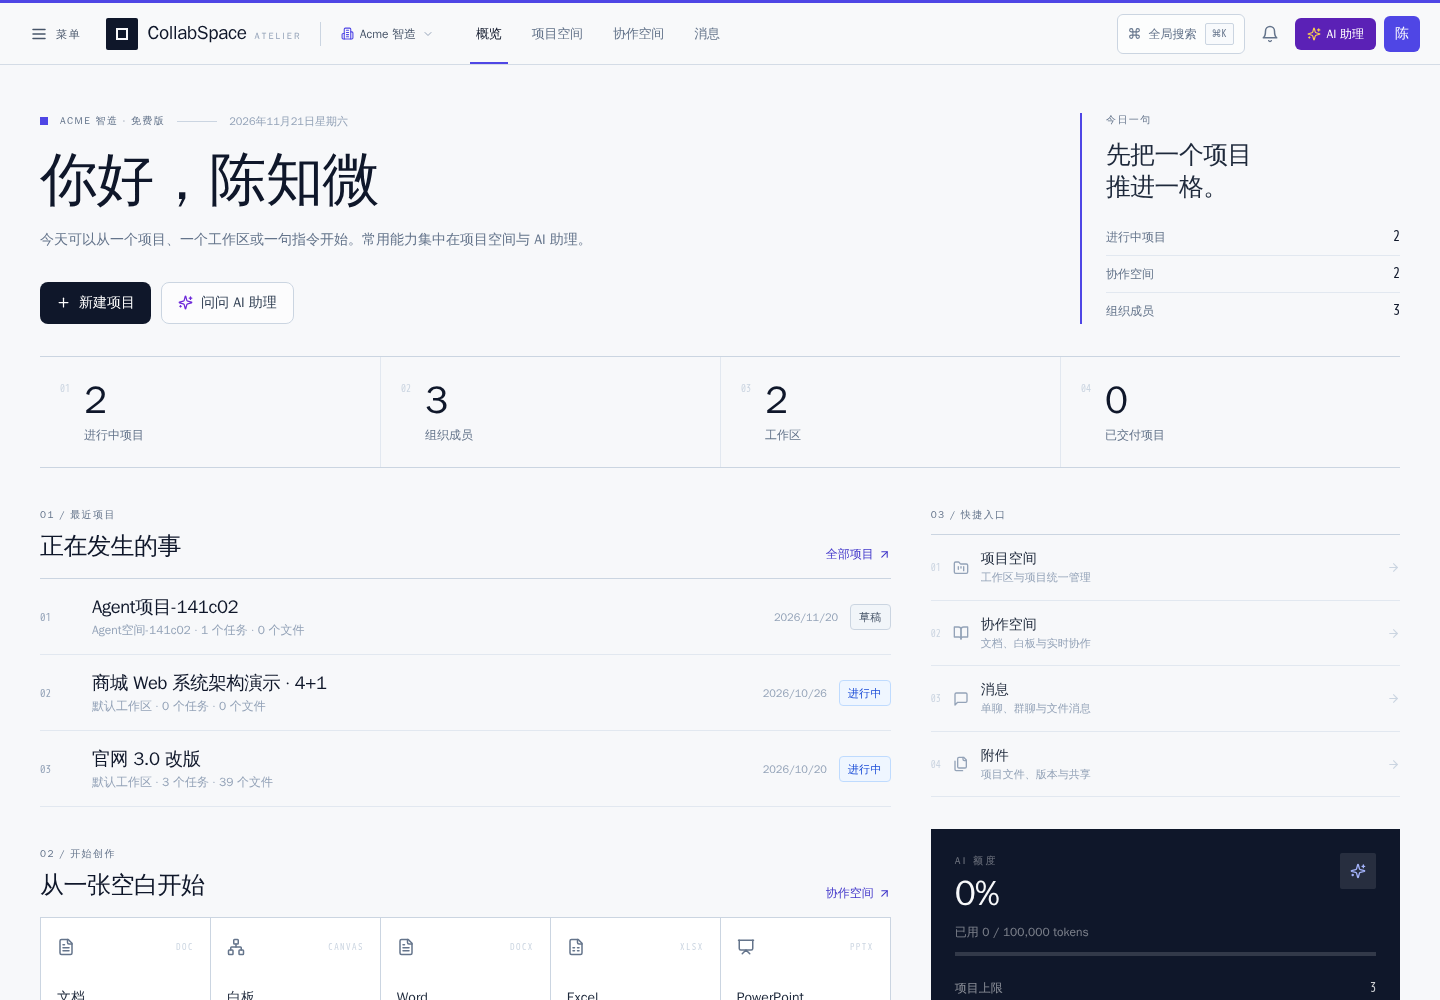 菜单
CollabSpace ATELIER
Acme 智造
概览
项目空间
协作空间
消息
⌘ 全局搜索 ⌘K
AI 助理
陈
ACME 智造 · 免费版
2026年11月21日星期六
你好，陈知微
今天可以从一个项目、一个工作区或一句指令开始。常用能力集中在项目空间与 AI 助理。
+ 新建项目
问问 AI 助理
今日一句
先把一个项目
推进一格。
进行中项目 2
协作空间 2
组织成员 3
01 2
进行中项目
02 3
组织成员
03 2
工作区
04 0
已交付项目
01 / 最近项目
正在发生的事
全部项目
01 Agent项目-141c02
Agent空间-141c02 · 1 个任务 · 0 个文件
2026/11/20 草稿
02 商城 Web 系统架构演示 · 4+1
默认工作区 · 0 个任务 · 0 个文件
2026/10/26 进行中
03 官网 3.0 改版
默认工作区 · 3 个任务 · 39 个文件
2026/10/20 进行中
03 / 快捷入口
01 项目空间
工作区与项目统一管理
02 协作空间
文档、白板与实时协作
03 消息
单聊、群聊与文件消息
04 附件
项目文件、版本与共享
02 / 开始创作
从一张空白开始
协作空间
DOC
文档
CANVAS
白板
DOCX
Word
XLSX
Excel
PPTX
PowerPoint
AI 额度
0%
已用 0 / 100,000 tokens
项目上限 3